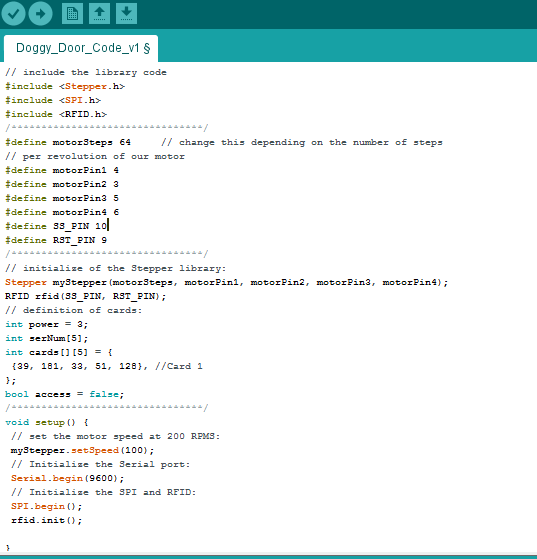 Doggy_Door_Code_v1 §
// include the library code
#include <Stepper.h>
#include <SPI.h>
#include <RFID.h>
/********************************/
#define motorSteps 64     // change this depending on the number of steps
// per revolution of our motor
#define motorPin1 4
#define motorPin2 3
#define motorPin3 5
#define motorPin4 6
#define SS_PIN 10
#define RST_PIN 9
/********************************/
// initialize of the Stepper library:
Stepper myStepper(motorSteps, motorPin1, motorPin2, motorPin3, motorPin4);
RFID rfid(SS_PIN, RST_PIN);
// definition of cards:
int power = 3;
int serNum[5];
int cards[][5] = {
 {39, 181, 33, 51, 128}, //Card 1
};
bool access = false;
/********************************/
void setup() {
 // set the motor speed at 200 RPMS:
 myStepper.setSpeed(100);
 // Initialize the Serial port:
 Serial.begin(9600);
 // Initialize the SPI and RFID:
 SPI.begin();
 rfid.init();
}